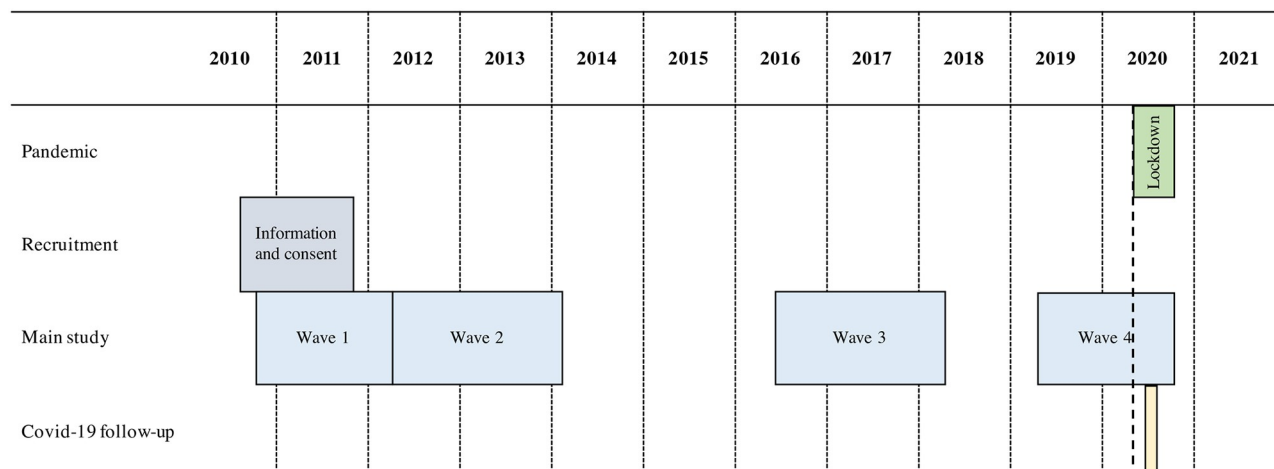 2010 2011 2012 2013 2014 2015 2016 2017 2018 2019 2020 2021
Pandemic
Lockdown
Recruitment
Information
and consent
Main study
Wave 1
Wave 2
Wave 3
Wave 4
Covid-19 follow-up